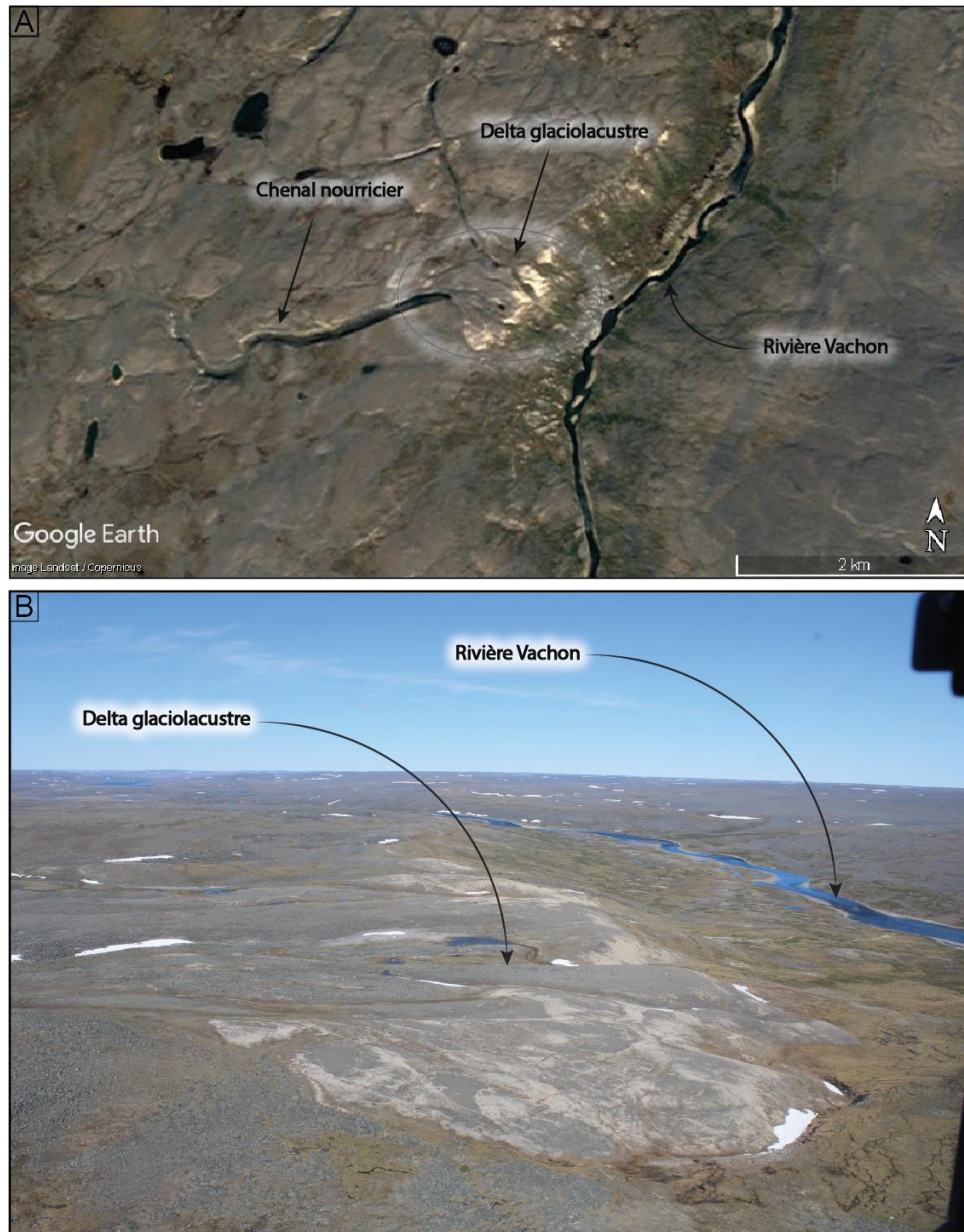 A
Delta glaciolacustre
Chenal nourricier
Rivière Vachon
Google Earth
Image Landsat / Copernicus
N
2 km
B
Rivière Vachon
Delta glaciolacustre